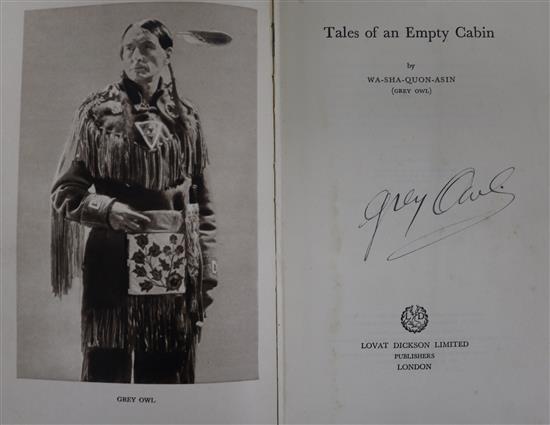 GREY OWL
Tales of an Empty Cabin
by
WA-SHA-QUON-ASIN
(GREY OWL)
Grey Owl.
L D
LOVAT DICKSON LIMITED
PUBLISHERS
LONDON